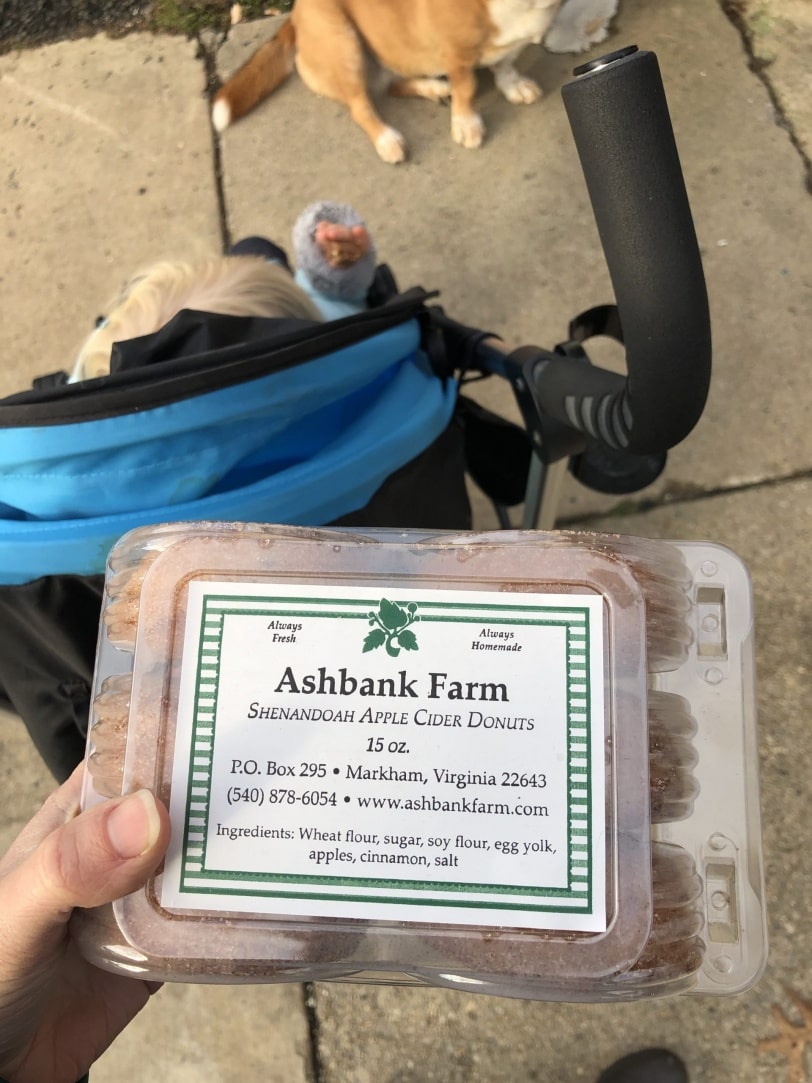 Always
Fresh
Always
Homemade
Ashbank Farm
Shenandoah Apple Cider Donuts
15 oz.
P.O. Box 295 • Markham, Virginia 22643
(540) 878-6054 • www.ashbankfarm.com
Ingredients: Wheat flour, sugar, soy flour, egg yolk,
apples, cinnamon, salt